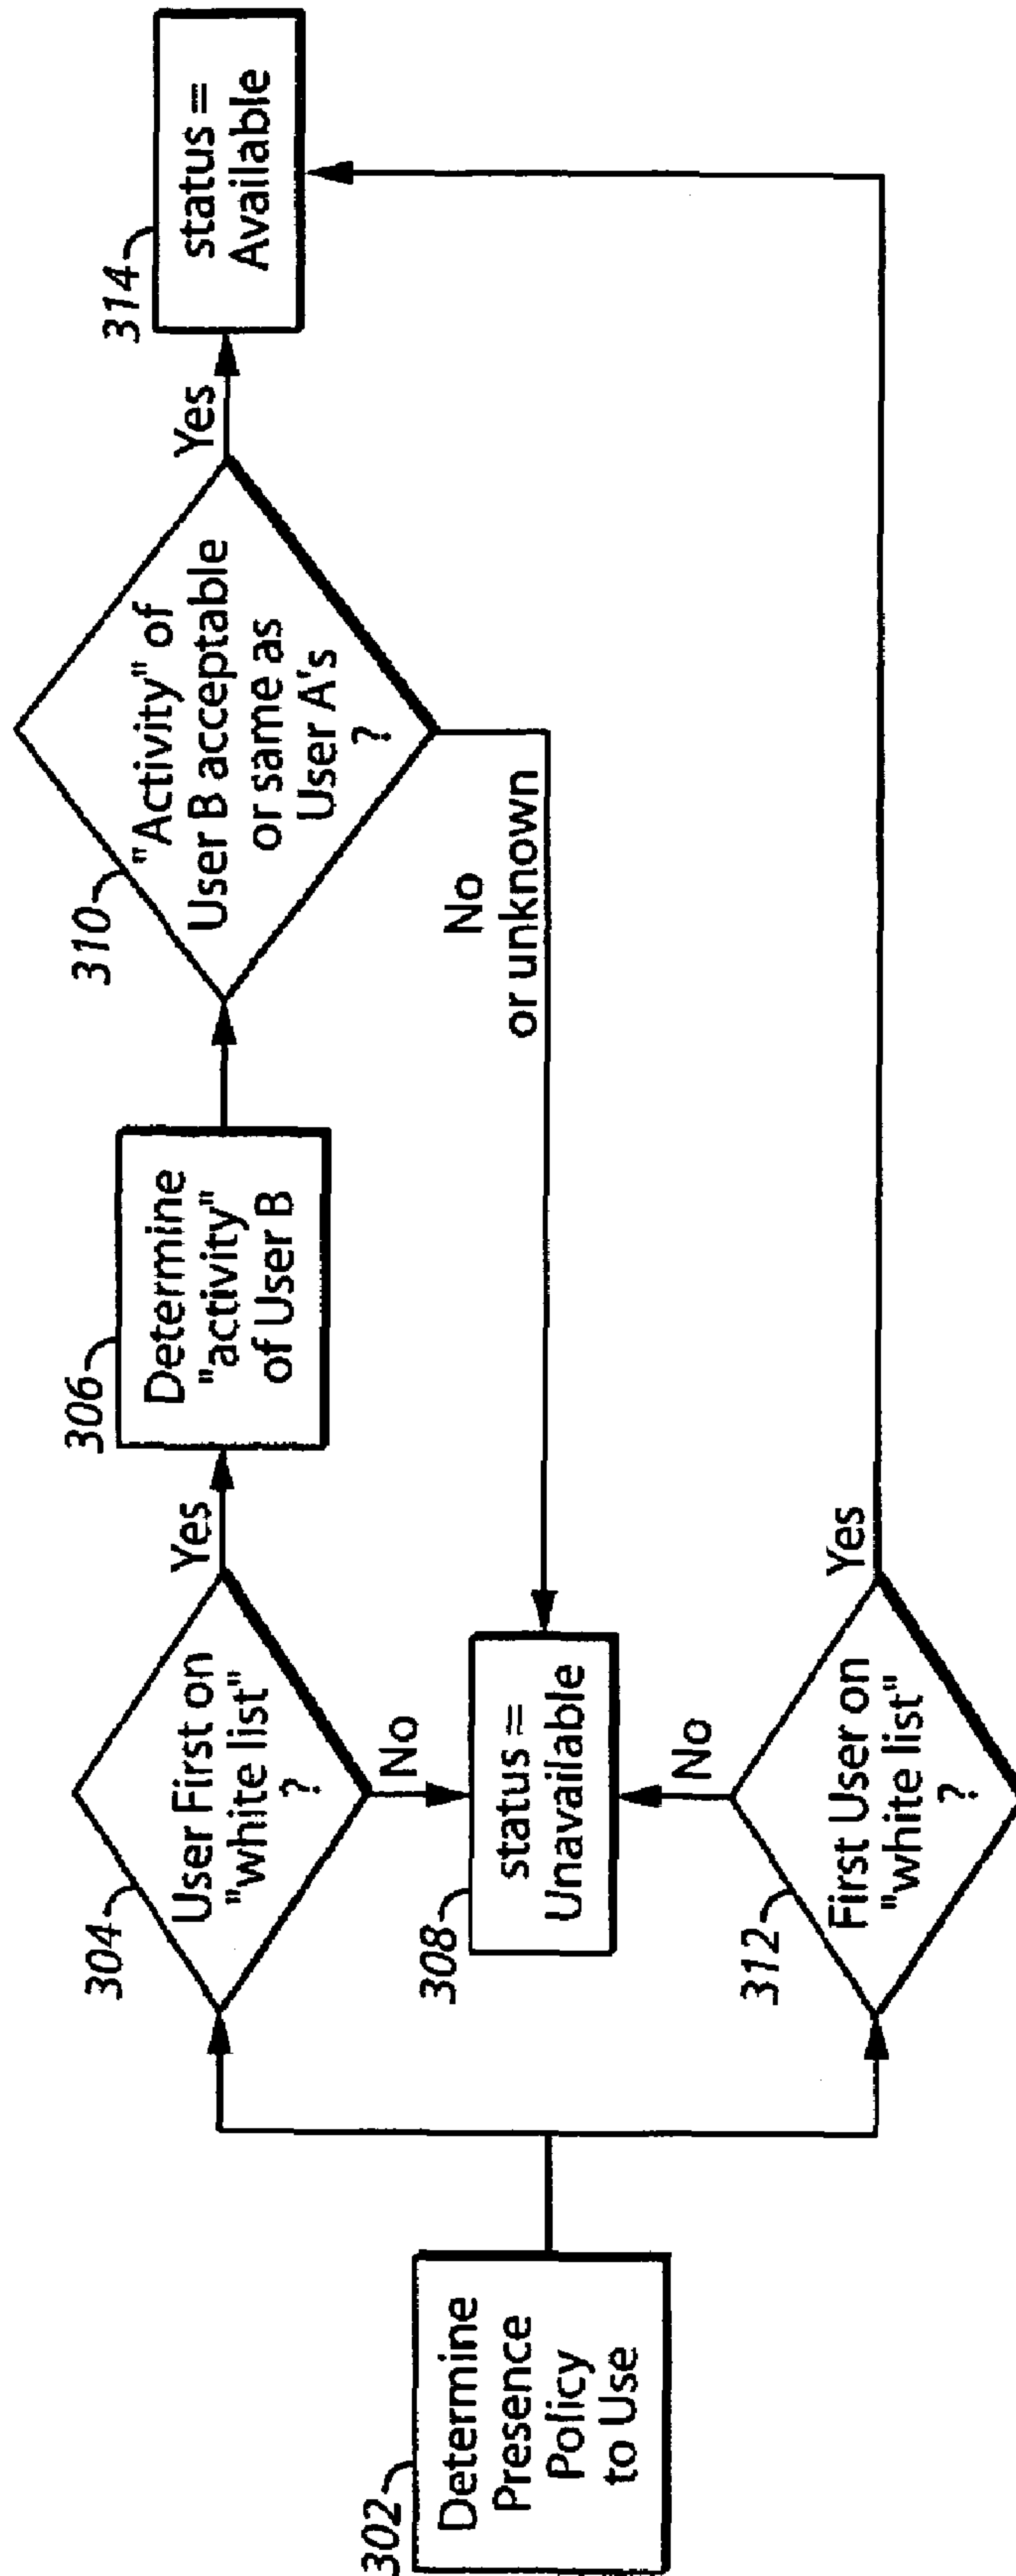 302
Determine
Presence
Policy
to Use
304
User First on
"white list"
?
Yes
No
306
Determine
"activity"
of User B
310
"Activity" of
User B acceptable
or same as
User A's
?
Yes
No
or unknown
314
status =
Available
308
status =
Unavailable
312
First User on
"white list"
?
No
Yes